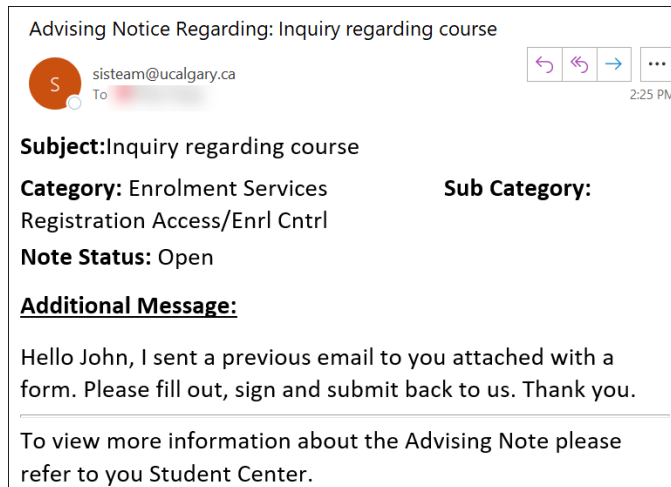 Advising Notice Regarding: Inquiry regarding course
S
sisteam@ucalgary.ca
To
2:25 PM
Subject:Inquiry regarding course
Category: Enrolment Services Sub Category:
Registration Access/Enrl Cntrl
Note Status: Open
Additional Message:
Hello John, I sent a previous email to you attached with a
form. Please fill out, sign and submit back to us. Thank you.
To view more information about the Advising Note please
refer to you Student Center.